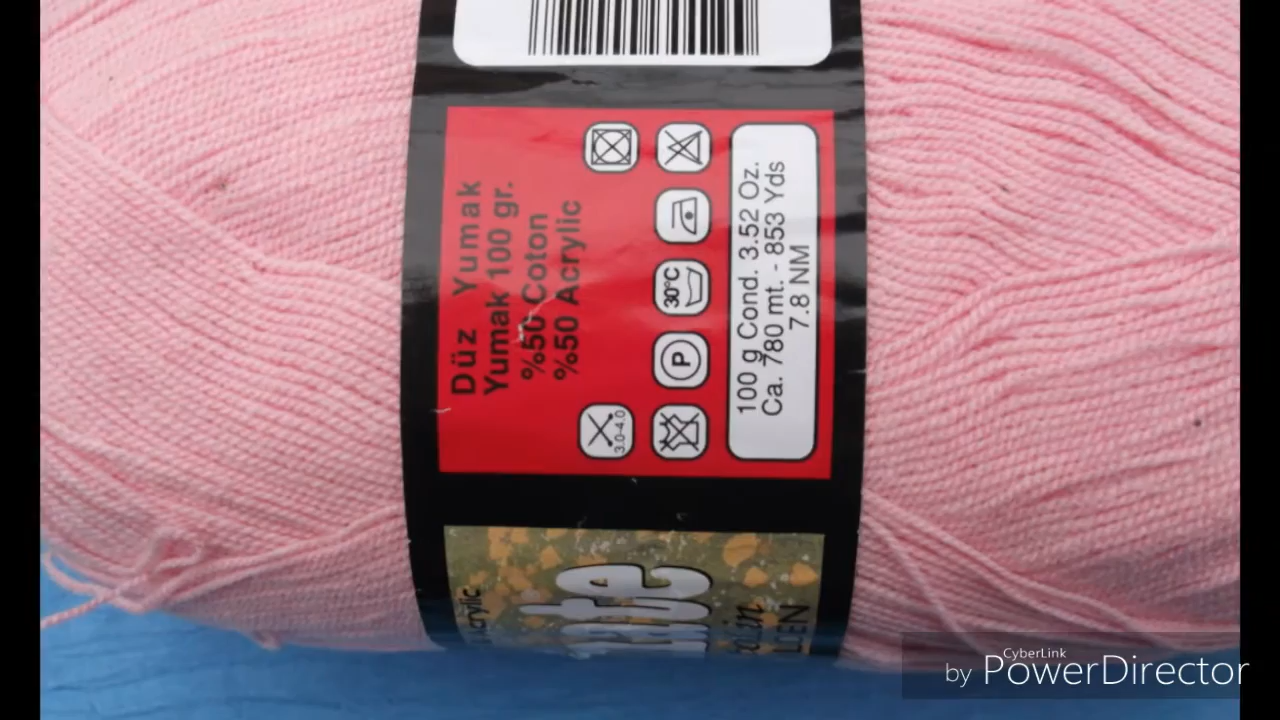 Düz Yumak
Yumak 100 gr.
%50 Coton
%50 Acrylic
3.0-4.0
P
30°C
100 g Cond. 3.52 Oz.
Ca. 780 mt. - 853 Yds
7.8 NM
CyberLink
by PowerDirector